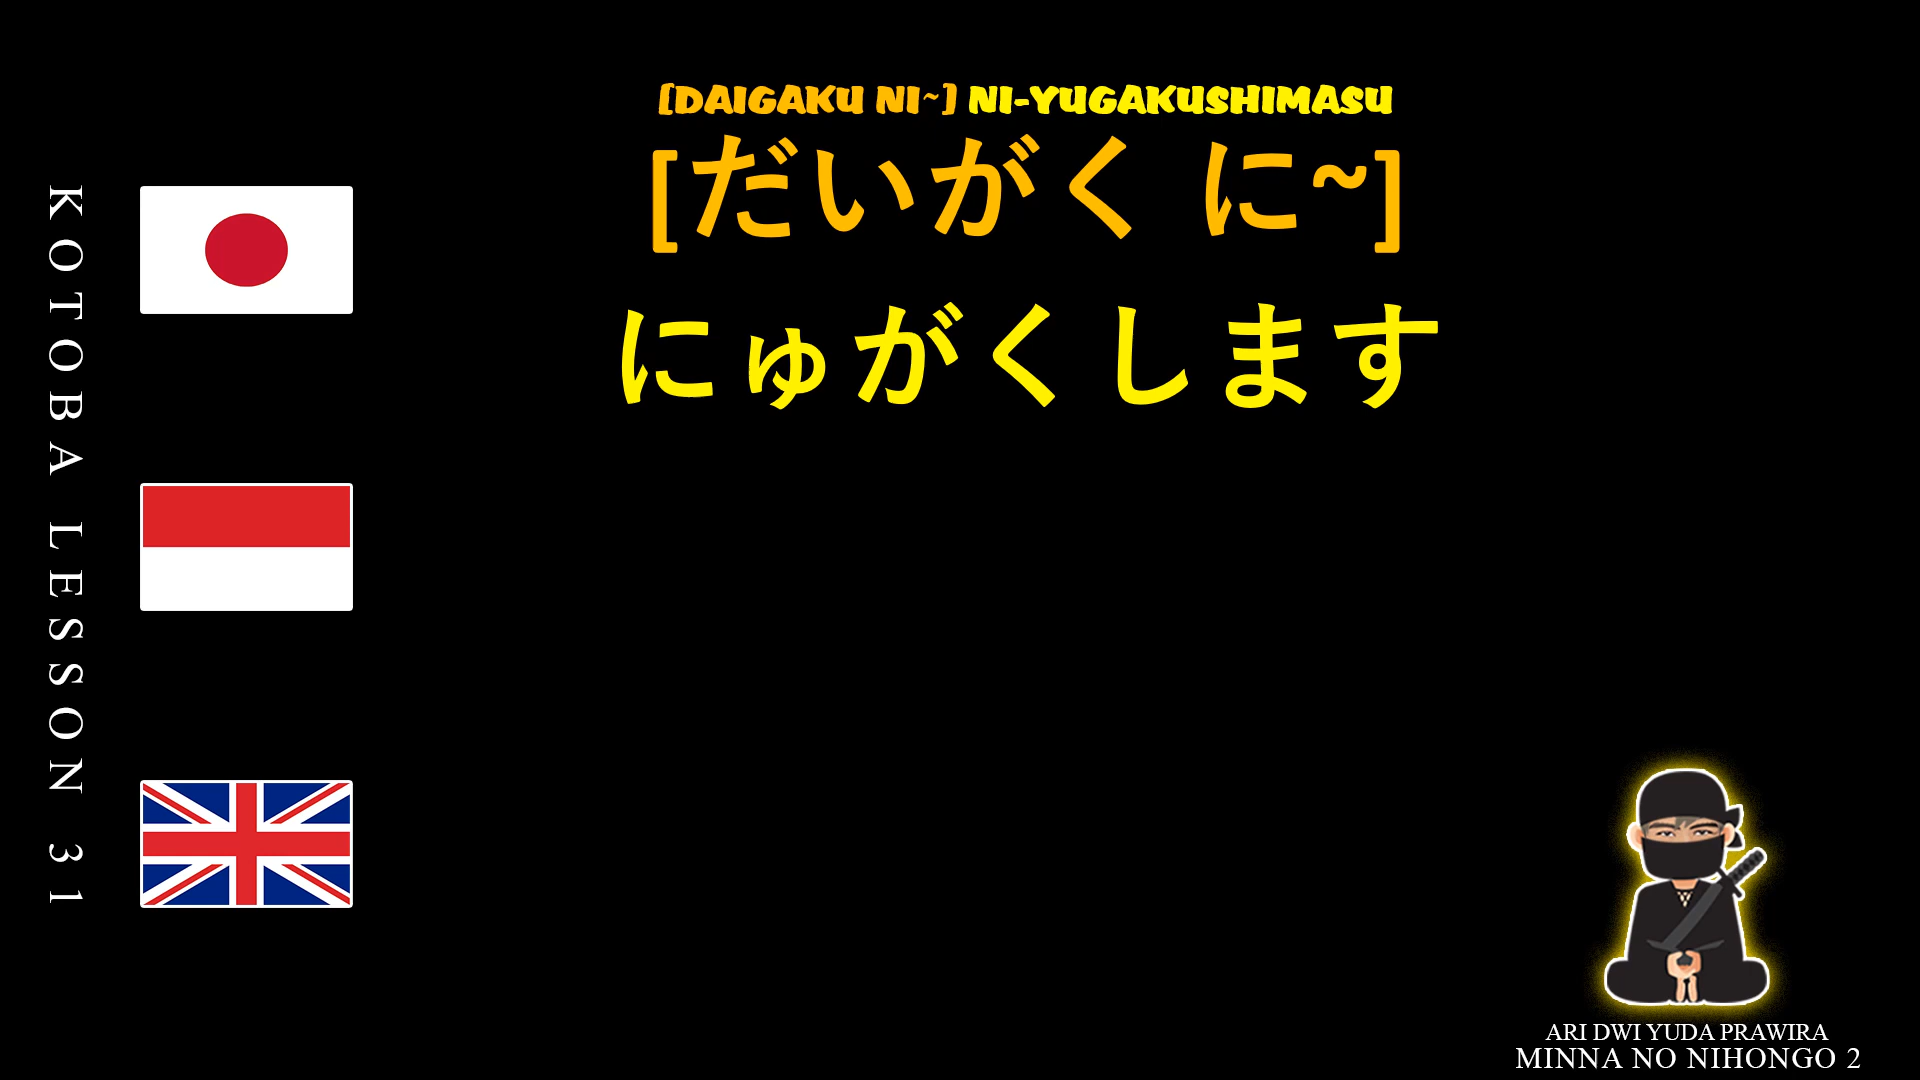 KOTOBA LESSON 31
[DAIGAKU NI~] NI-YUGAKUSHIMASU
[だいがく に~]
にゅがくします
ARI DWI YUDA PRAWIRA
MINNA NO NIHONGO 2